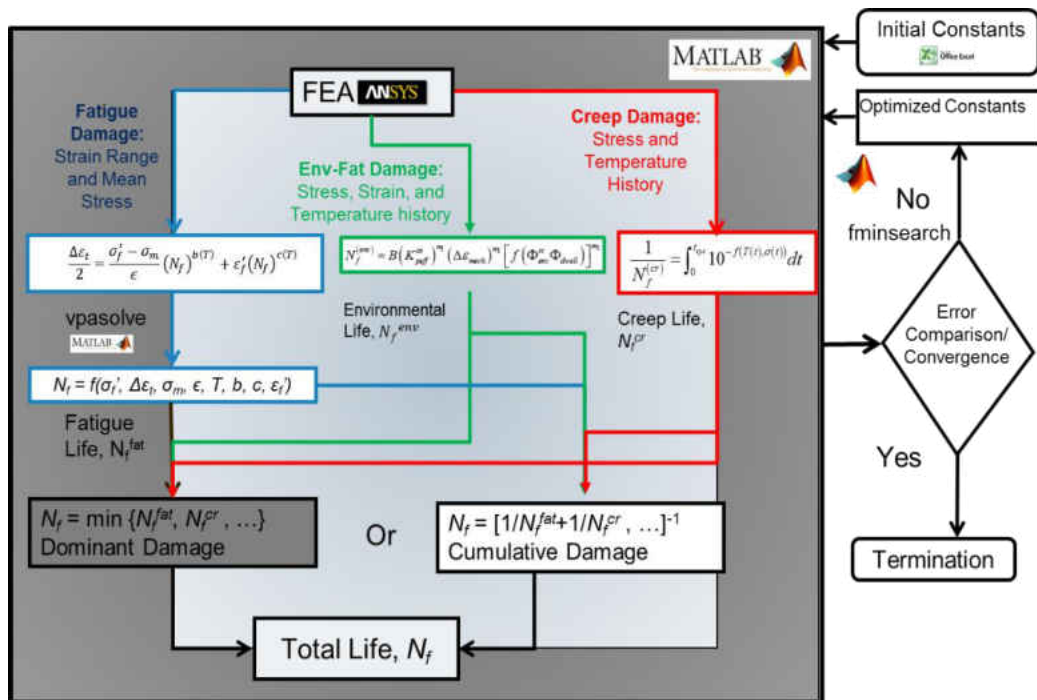 MATLAB
Initial Constants
Office Excel
FEA ANSYS
Optimized Constants
Fatigue
Damage:
Strain Range
and Mean
Stress
Env-Fat Damage:
Stress, Strain, and
Temperature history
Creep Damage:
Stress and
Temperature
History
No
fminsearch
Δε_t/2 = (σ_f' − σ_m)/ϵ (N_f)^b(T) + ε_f'(N_f)^c(T)
1/N_f^(cr) = ∫_0 10^−f(T(t),σ(t)) dt
vpasolve
MATLAB
Environmental
Life, N_f^env
Creep Life,
N_f^cr
Error
Comparison/
Convergence
N_f = f(σ_f', Δε_t, σ_m, ϵ, T, b, c, ε_f')
Fatigue
Life, N_f^fat
Yes
N_f = min {N_f^fat, N_f^cr , ...}
Dominant Damage
Or
N_f = [1/N_f^fat+1/N_f^cr , ...]^-1
Cumulative Damage
Termination
Total Life, N_f